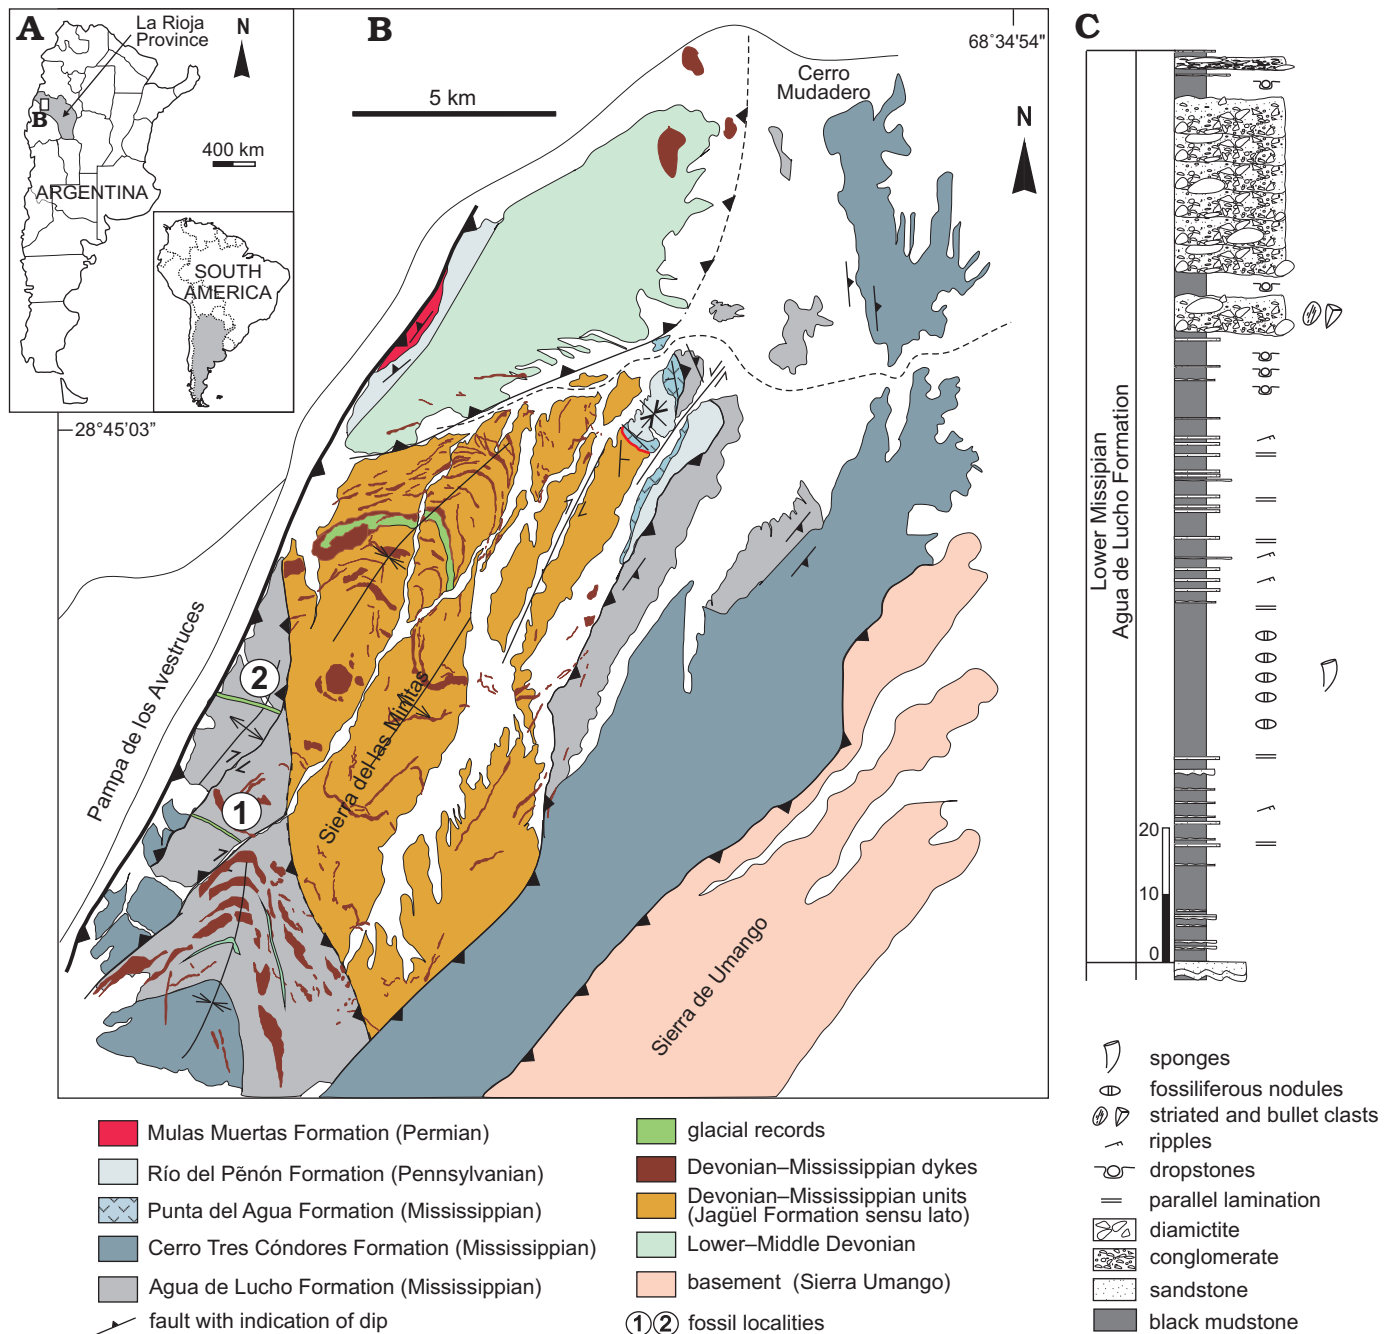 A
La Rioja
Province
N
B
400 km
ARGENTINA
SOUTH
AMERICA
B
68°34'54"
5 km
Cerro
Mudadero
N
28°45'03"
Pampa de los Avestruces
Sierra del las Minitas
Sierra de Umango
2
1
C
Lower Missipian
Agua de Lucho Formation
20
10
0
sponges
fossiliferous nodules
striated and bullet clasts
ripples
dropstones
parallel lamination
diamictite
conglomerate
sandstone
black mudstone
Mulas Muertas Formation (Permian)
Río del Pẽnón Formation (Pennsylvanian)
Punta del Agua Formation (Mississippian)
Cerro Tres Cóndores Formation (Mississippian)
Agua de Lucho Formation (Mississippian)
fault with indication of dip
glacial records
Devonian–Mississippian dykes
Devonian–Mississippian units
(Jagüel Formation sensu lato)
Lower–Middle Devonian
basement (Sierra Umango)
1 2 fossil localities